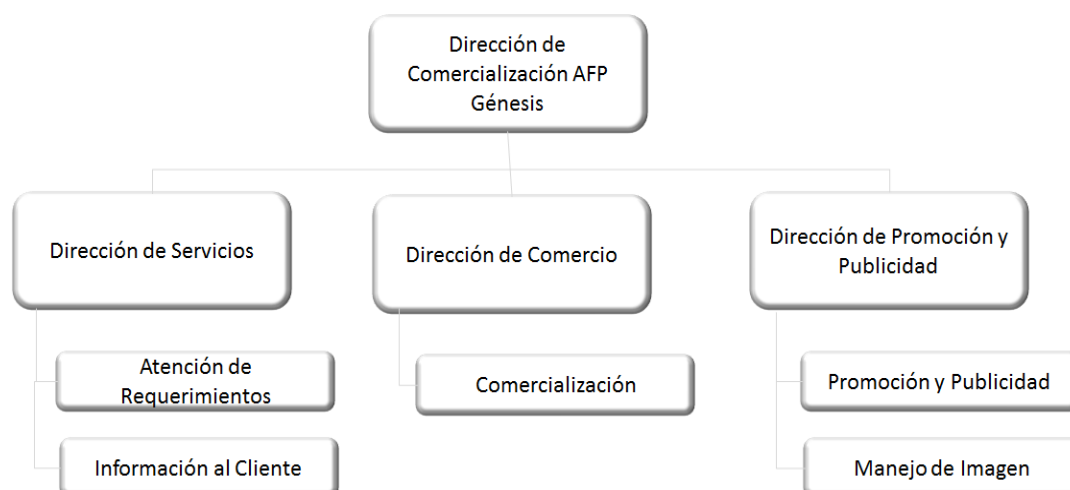 Dirección de
Comercialización AFP
Génesis
Dirección de Servicios
Dirección de Comercio
Dirección de Promoción y
Publicidad
Atención de
Requerimientos
Comercialización
Promoción y Publicidad
Información al Cliente
Manejo de Imagen